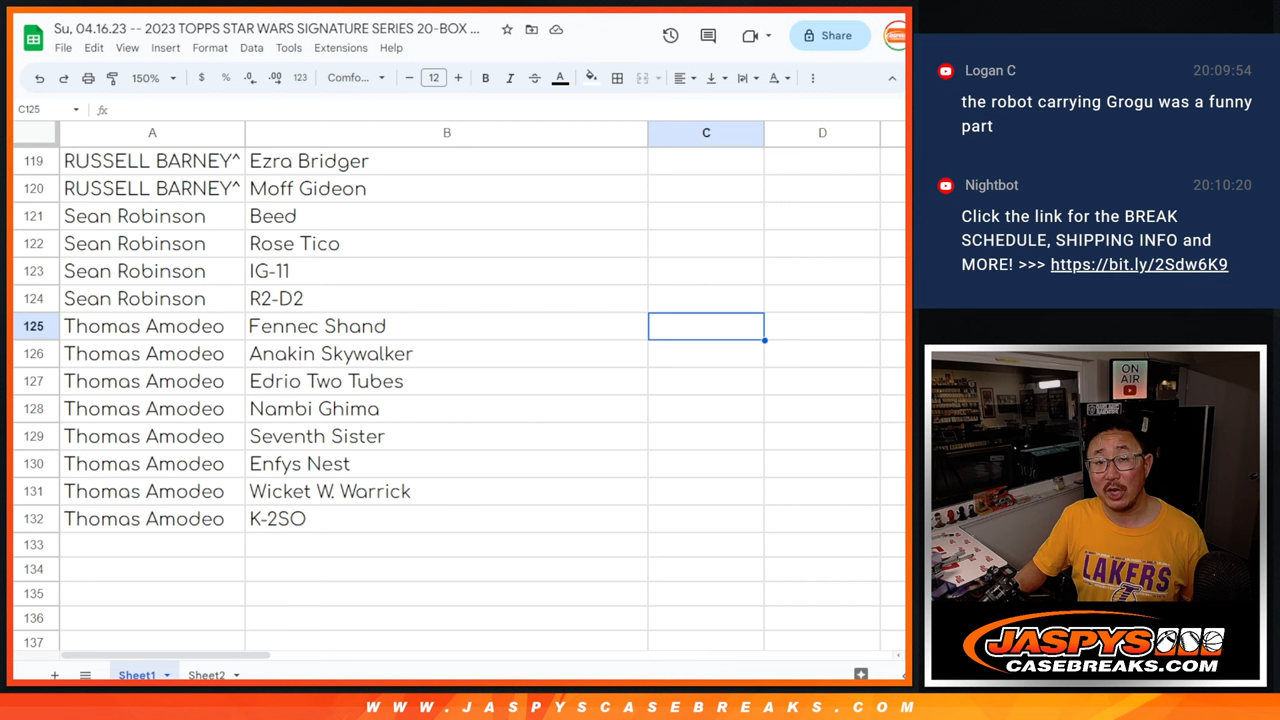 Su, 04.16.23 -- 2023 TOPPS STAR WARS SIGNATURE SERIES 20-BOX ...
File Edit View Insert Format Data Tools Extensions Help
Share
150% $ % .0 .00 123 Comfo... − 12 + B I A
C125 fx
A B C D
119 RUSSELL BARNEY^ Ezra Bridger
120 RUSSELL BARNEY^ Moff Gideon
121 Sean Robinson Beed
122 Sean Robinson Rose Tico
123 Sean Robinson IG-11
124 Sean Robinson R2-D2
125 Thomas Amodeo Fennec Shand
126 Thomas Amodeo Anakin Skywalker
127 Thomas Amodeo Edrio Two Tubes
128 Thomas Amodeo Nambi Ghima
129 Thomas Amodeo Seventh Sister
130 Thomas Amodeo Enfys Nest
131 Thomas Amodeo Wicket W. Warrick
132 Thomas Amodeo K-2SO
133
134
135
136
137
+ Sheet1 Sheet2
Logan C 20:09:54
the robot carrying Grogu was a funny
part
Nightbot 20:10:20
Click the link for the BREAK
SCHEDULE, SHIPPING INFO and
MORE! >>> https://bit.ly/2Sdw6K9
ON
AIR
LAKERS
JASPYS
CASEBREAKS.COM
WWW.JASPYSCASEBREAKS.COM